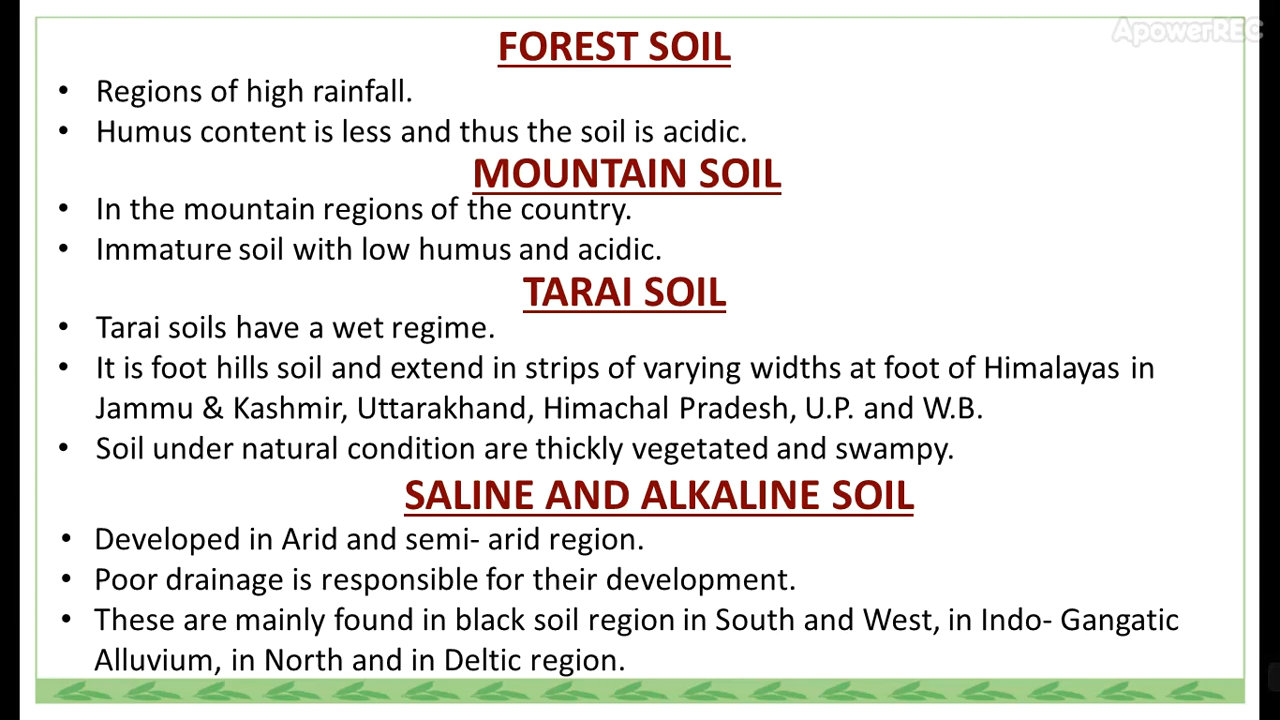 ApowerREC
FOREST SOIL
• Regions of high rainfall.
• Humus content is less and thus the soil is acidic.
MOUNTAIN SOIL
• In the mountain regions of the country.
• Immature soil with low humus and acidic.
TARAI SOIL
• Tarai soils have a wet regime.
• It is foot hills soil and extend in strips of varying widths at foot of Himalayas in
Jammu & Kashmir, Uttarakhand, Himachal Pradesh, U.P. and W.B.
• Soil under natural condition are thickly vegetated and swampy.
SALINE AND ALKALINE SOIL
• Developed in Arid and semi- arid region.
• Poor drainage is responsible for their development.
• These are mainly found in black soil region in South and West, in Indo- Gangatic
Alluvium, in North and in Deltic region.